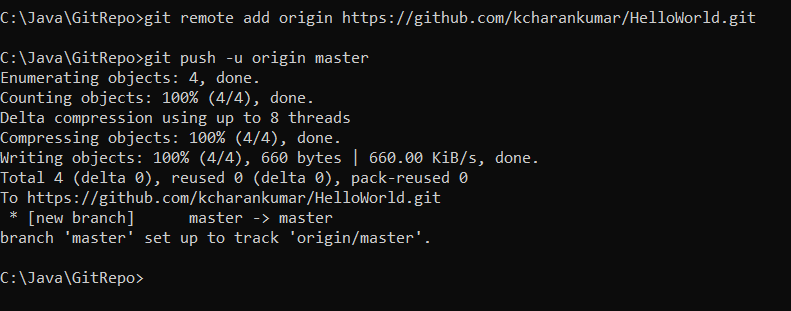 C:\Java\GitRepo>git remote add origin https://github.com/kcharankumar/HelloWorld.git
C:\Java\GitRepo>git push -u origin master
Enumerating objects: 4, done.
Counting objects: 100% (4/4), done.
Delta compression using up to 8 threads
Compressing objects: 100% (4/4), done.
Writing objects: 100% (4/4), 660 bytes | 660.00 KiB/s, done.
Total 4 (delta 0), reused 0 (delta 0), pack-reused 0
To https://github.com/kcharankumar/HelloWorld.git
 * [new branch]      master -> master
branch 'master' set up to track 'origin/master'.
C:\Java\GitRepo>